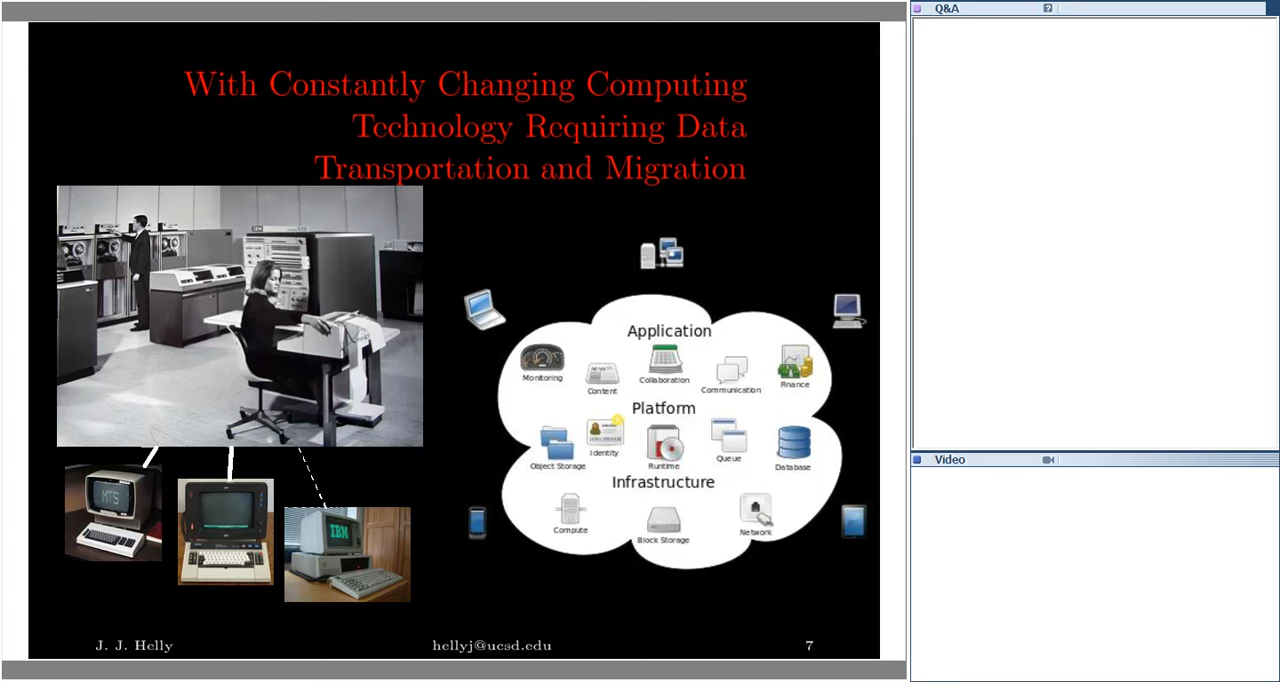 With Constantly Changing Computing
Technology Requiring Data
Transportation and Migration
IBM
MTS
IBM
Application
Monitoring
Content
Collaboration
Communication
Finance
Platform
Object Storage
Identity
Runtime
Queue
Database
Infrastructure
Compute
Block Storage
Network
J. J. Helly
hellyj@ucsd.edu
7
Q&A
?
Video